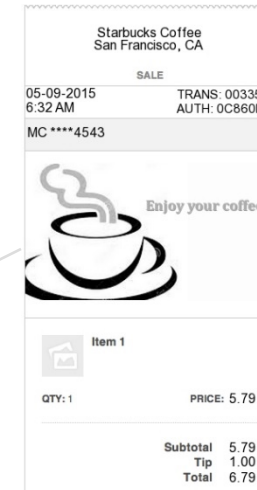 Starbucks Coffee
San Francisco, CA
SALE
05-09-2015 TRANS: 00335
6:32 AM AUTH: 0C860
MC ****4543
Enjoy your coffee
Item 1
QTY: 1 PRICE: 5.79
Subtotal 5.79
Tip 1.00
Total 6.79